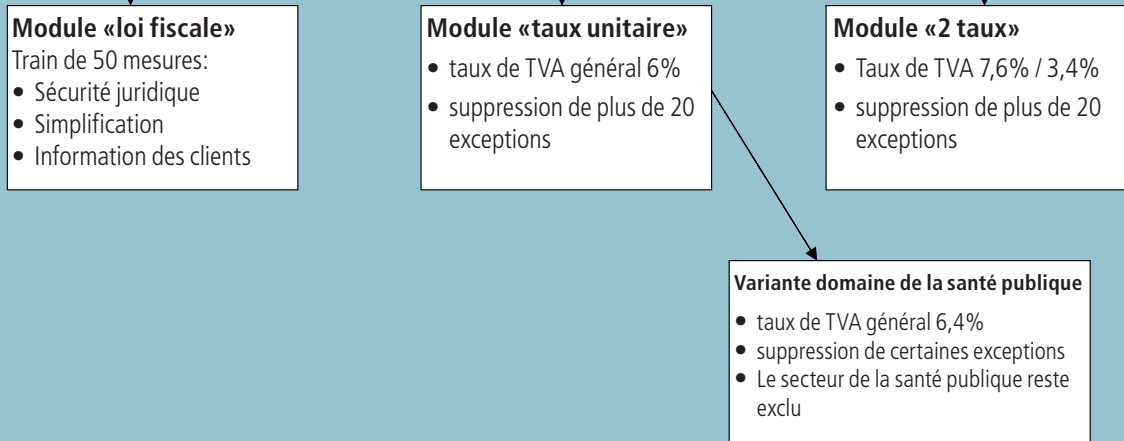 Module «loi fiscale»
Train de 50 mesures:
• Sécurité juridique
• Simplification
• Information des clients
Module «taux unitaire»
• taux de TVA général 6%
• suppression de plus de 20
exceptions
Module «2 taux»
• Taux de TVA 7,6% / 3,4%
• suppression de plus de 20
exceptions
Variante domaine de la santé publique
• taux de TVA général 6,4%
• suppression de certaines exceptions
• Le secteur de la santé publique reste
exclu